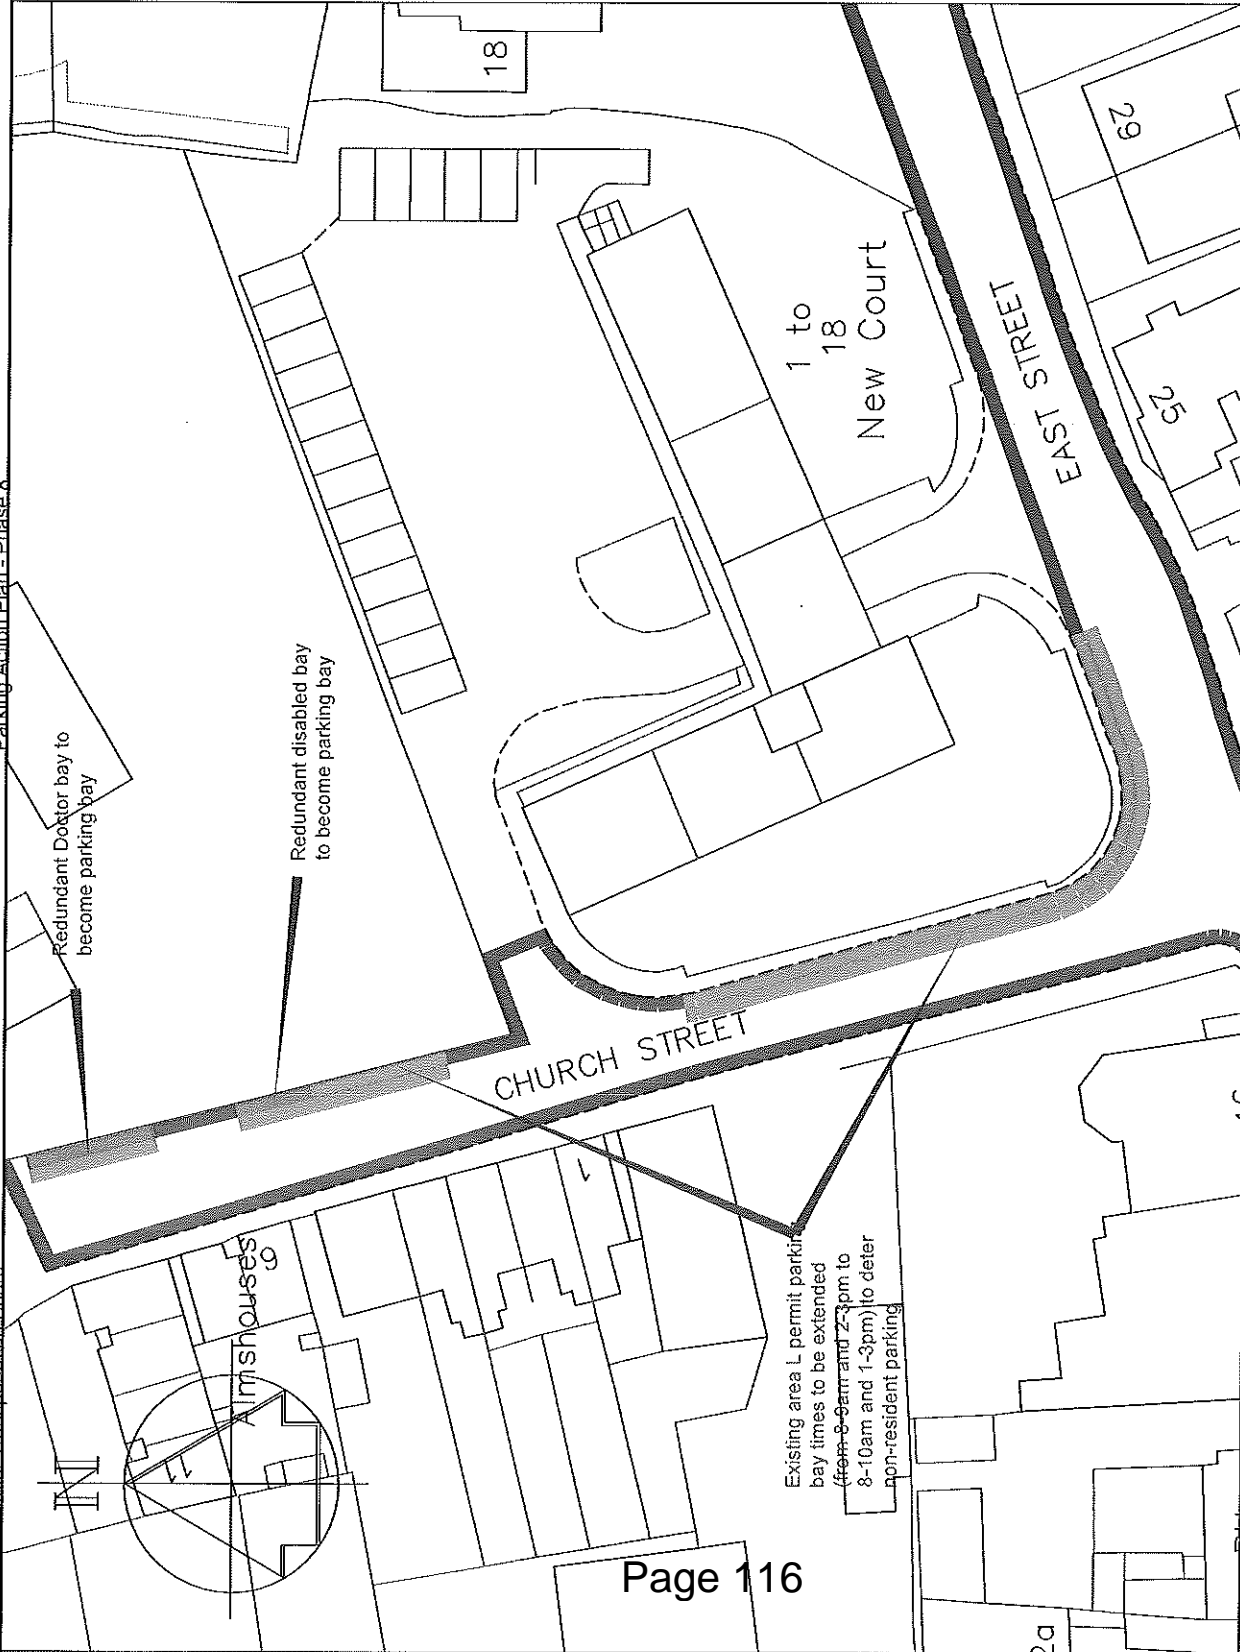 Parking Action Plan - Phase
Redundant Doctor bay to
become parking bay
Redundant disabled bay
to become parking bay
18
29
1 to
18
New Court
EAST STREET
25
CHURCH STREET
1
9
Almshouses
11
N
Existing area L permit parkin
bay times to be extended
(from 8-9am and 2-3pm to
8-10am and 1-3pm) to deter
non-resident parking
2a
Page 116